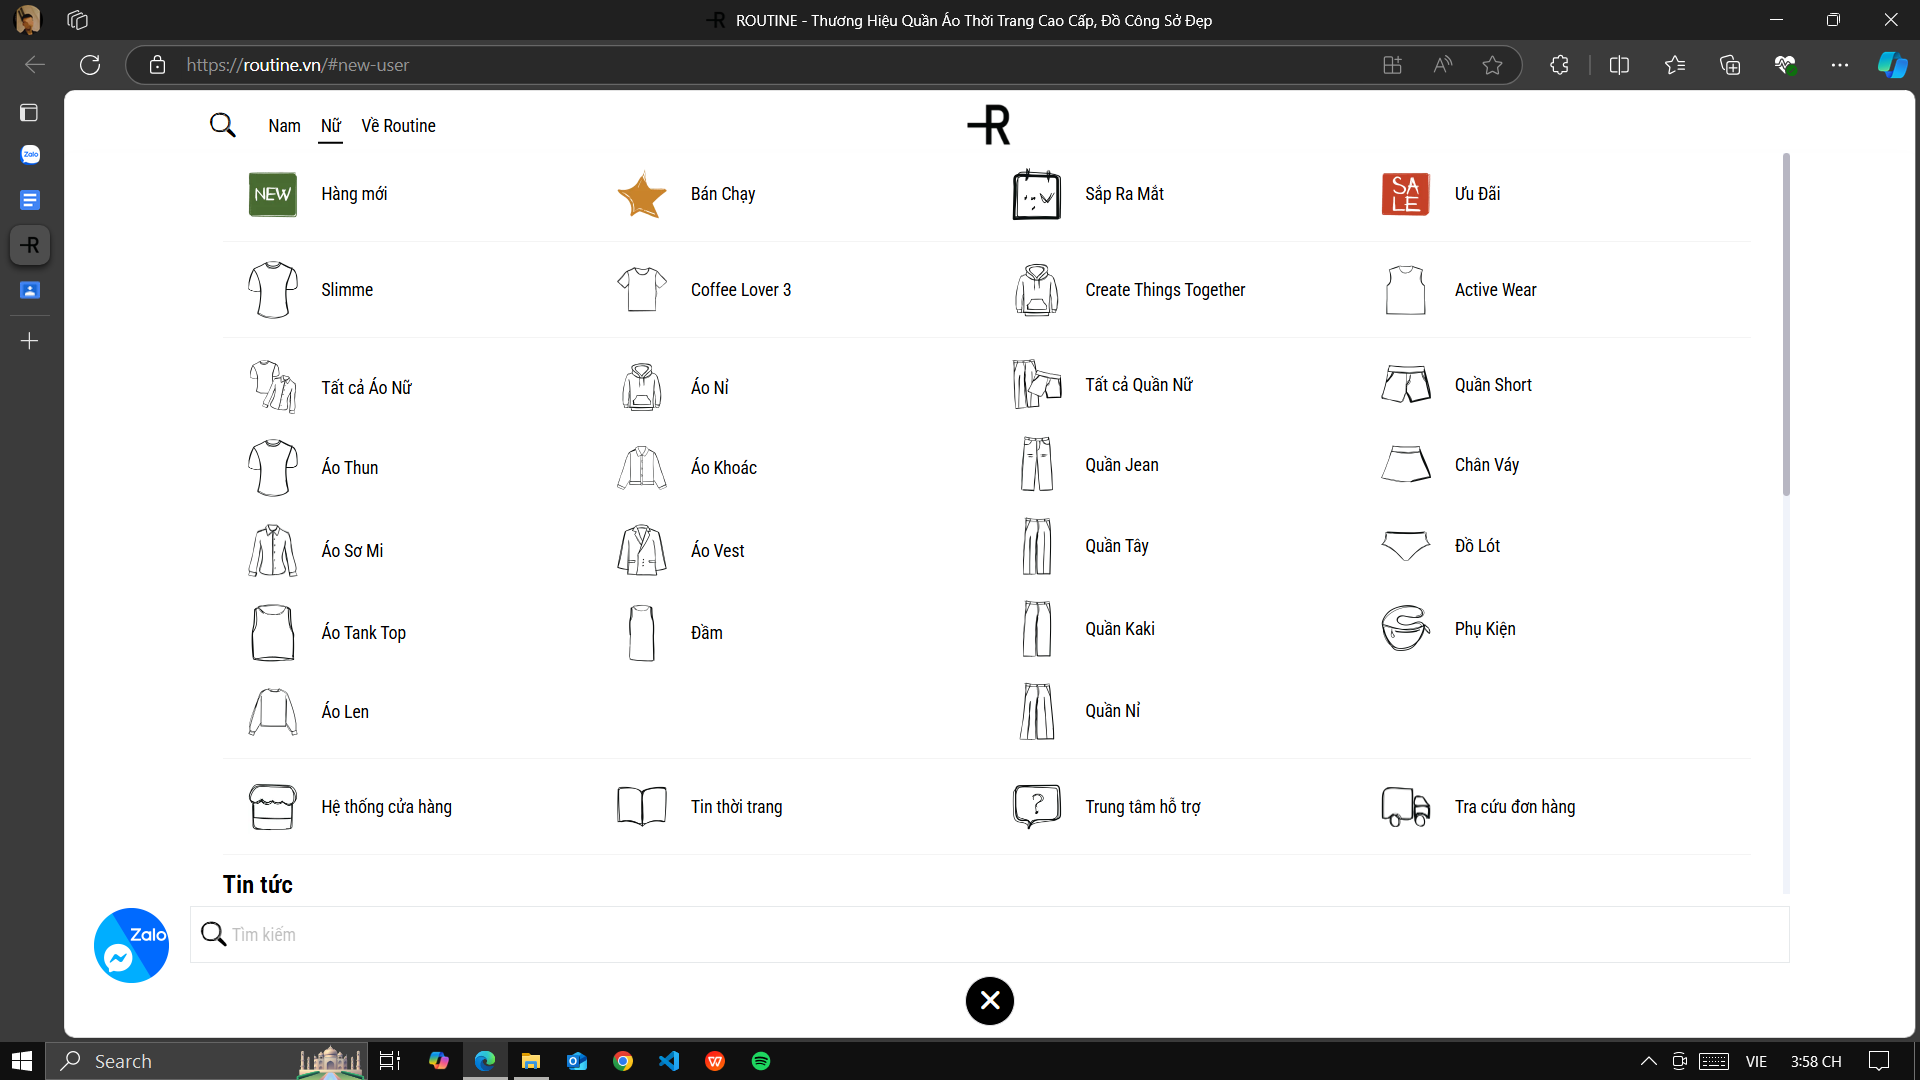 ROUTINE - Thương Hiệu Quần Áo Thời Trang Cao Cấp, Đồ Công Sở Đẹp
https://routine.vn/#new-user
Nam Nữ Về Routine
R
NEW Hàng mới
Bán Chạy
Sắp Ra Mắt
SALE Ưu Đãi
Slimme
Coffee Lover 3
Create Things Together
Active Wear
Tất cả Áo Nữ
Áo Nỉ
Tất cả Quần Nữ
Quần Short
Áo Thun
Áo Khoác
Quần Jean
Chân Váy
Áo Sơ Mi
Áo Vest
Quần Tây
Đồ Lót
Áo Tank Top
Đầm
Quần Kaki
Phụ Kiện
Áo Len
Quần Nỉ
Hệ thống cửa hàng
Tin thời trang
Trung tâm hỗ trợ
Tra cứu đơn hàng
Tin tức
Zalo
Tìm kiếm
Search
VIE
3:58 CH